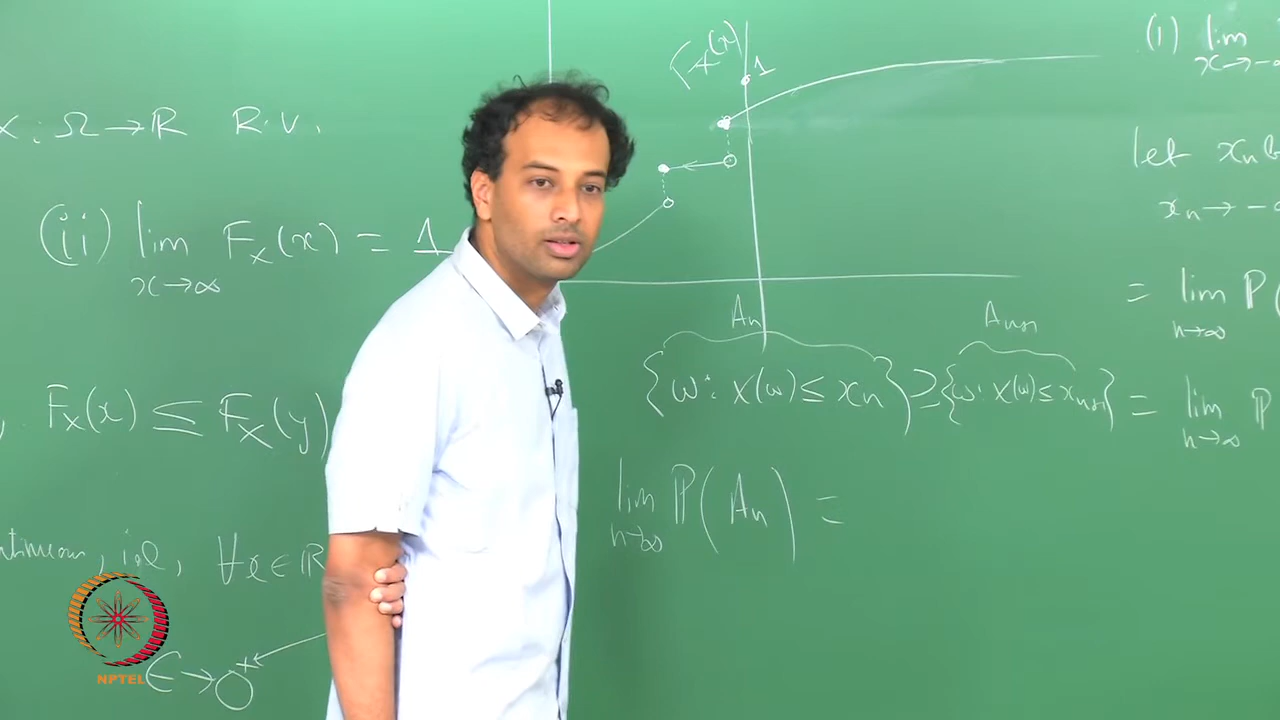 X : Ω → ℝ R.V.
(ii) lim F_X(x) = 1
x→∞
F_X(x) ≤ F_X(y)
i.e, ∀x∈ℝ
ϵ→0⁺
F_X(x)
1
A_n
A_n+1
{ω: X(ω) ≤ x_n} ⊇ {ω: X(ω) ≤ x_n+1}
lim ℙ(A_n) =
n→∞
(i) lim
x→-∞
let x_n
x_n → -∞
= lim ℙ(
n→∞
= lim ℙ
n→∞
NPTEL